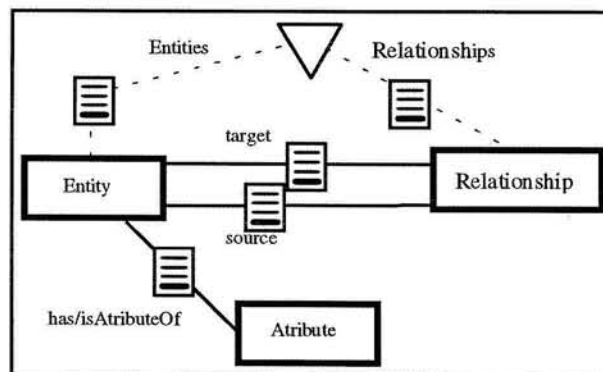 Entities
Relationships
target
Entity
Relationship
source
has/isAtributeOf
Atribute